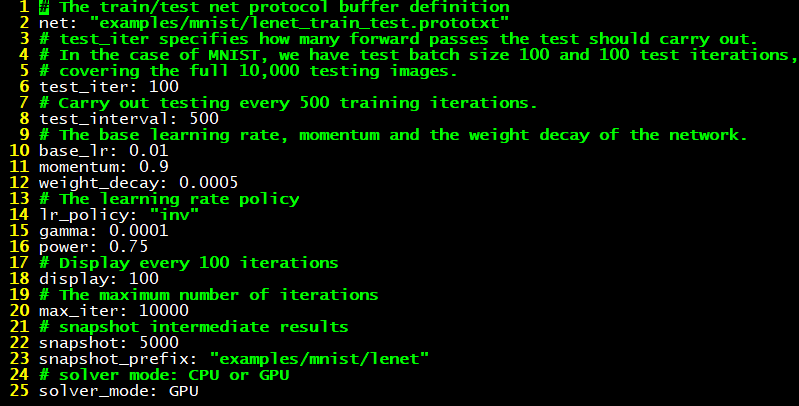 1 # The train/test net protocol buffer definition
2 net: "examples/mnist/lenet_train_test.prototxt"
3 # test_iter specifies how many forward passes the test should carry out.
4 # In the case of MNIST, we have test batch size 100 and 100 test iterations,
5 # covering the full 10,000 testing images.
6 test_iter: 100
7 # Carry out testing every 500 training iterations.
8 test_interval: 500
9 # The base learning rate, momentum and the weight decay of the network.
10 base_lr: 0.01
11 momentum: 0.9
12 weight_decay: 0.0005
13 # The learning rate policy
14 lr_policy: "inv"
15 gamma: 0.0001
16 power: 0.75
17 # Display every 100 iterations
18 display: 100
19 # The maximum number of iterations
20 max_iter: 10000
21 # snapshot intermediate results
22 snapshot: 5000
23 snapshot_prefix: "examples/mnist/lenet"
24 # solver mode: CPU or GPU
25 solver_mode: GPU